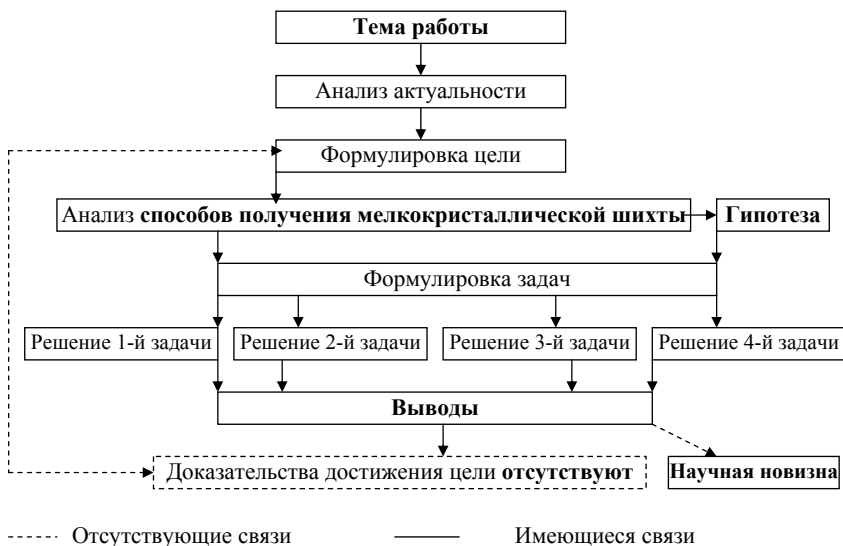 Тема работы
Анализ актуальности
Формулировка цели
Анализ способов получения мелкокристаллической шихты
Гипотеза
Формулировка задач
Решение 1-й задачи
Решение 2-й задачи
Решение 3-й задачи
Решение 4-й задачи
Выводы
Доказательства достижения цели отсутствуют
Научная новизна
Отсутствующие связи
Имеющиеся связи